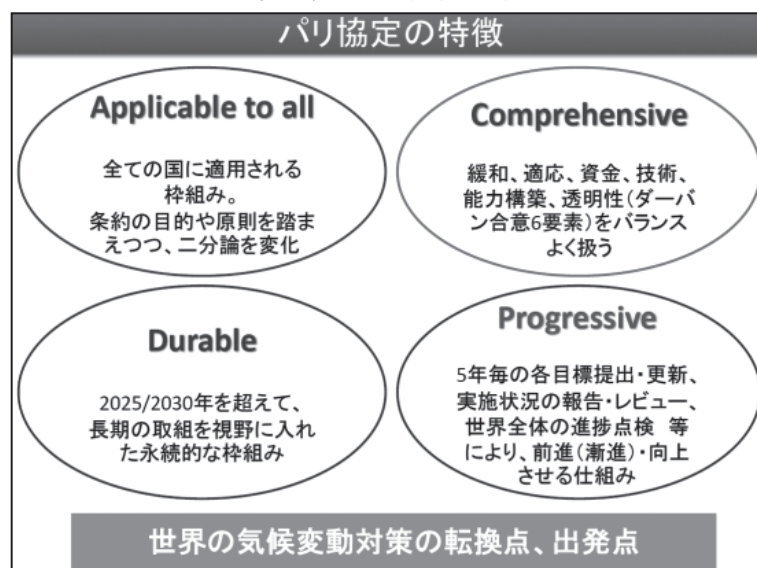 パリ協定の特徴
Applicable to all
全ての国に適用される
枠組み。
条約の目的や原則を踏ま
えつつ、二分論を変化
Comprehensive
緩和、適応、資金、技術、
能力構築、透明性(ダーバ
ン合意6要素)をバランス
よく扱う
Durable
2025/2030年を超えて、
長期の取組を視野に入れ
た永続的な枠組み
Progressive
5年毎の各目標提出・更新、
実施状況の報告・レビュー、
世界全体の進捗点検 等
により、前進(漸進)・向上
させる仕組み
世界の気候変動対策の転換点、出発点